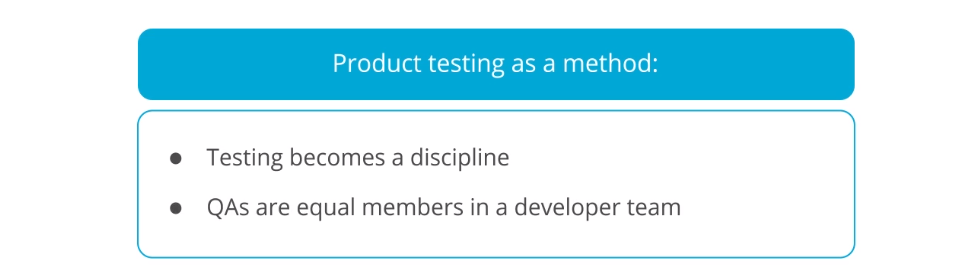 Product testing as a method:
● Testing becomes a discipline
● QAs are equal members in a developer team